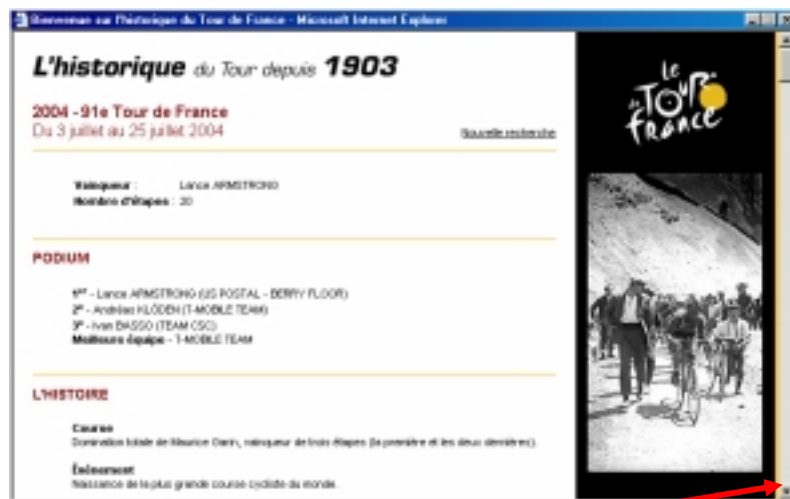 Bienvenue sur l'historique du Tour de France - Microsoft Internet Explorer
L'historique du Tour depuis 1903
2004 - 91e Tour de France
Du 3 juillet au 25 juillet 2004
Nouvelle recherche
Vainqueur : Lance ARMSTRONG
Nombre d'étapes : 20
PODIUM
1er - Lance ARMSTRONG (US POSTAL - BERRY FLOOR)
2e - Andréas KLÖDEN (T-MOBILE TEAM)
3e - Ivan BASSO (TEAM CSC)
Meilleure équipe - T-MOBILE TEAM
L'HISTOIRE
Course
Domination totale de Maurice Garin, vainqueur de trois étapes (la première et les deux dernières).
Événement
Naissance de la plus grande course cycliste du monde.
le
TOUR
de
france